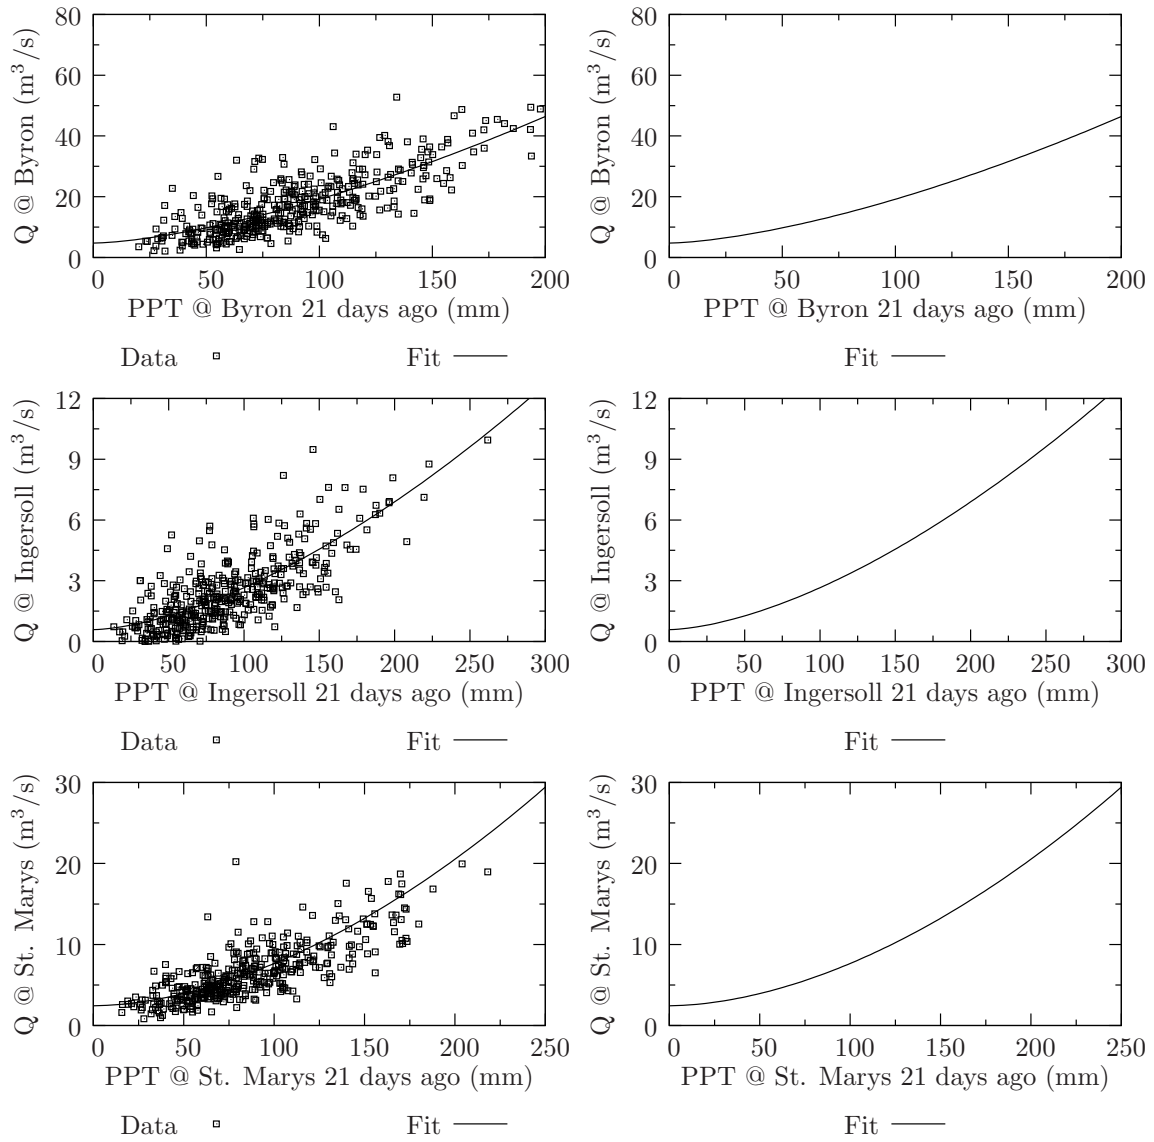 80
60
40
20
0
0 50 100 150 200
Q @ Byron (m³/s)
PPT @ Byron 21 days ago (mm)
Data Fit
80
60
40
20
0
0 50 100 150 200
Q @ Byron (m³/s)
PPT @ Byron 21 days ago (mm)
Fit
12
9
6
3
0
0 50 100 150 200 250 300
Q @ Ingersoll (m³/s)
PPT @ Ingersoll 21 days ago (mm)
Data Fit
12
9
6
3
0
0 50 100 150 200 250 300
Q @ Ingersoll (m³/s)
PPT @ Ingersoll 21 days ago (mm)
Fit
30
20
10
0
0 50 100 150 200 250
Q @ St. Marys (m³/s)
PPT @ St. Marys 21 days ago (mm)
Data Fit
30
20
10
0
0 50 100 150 200 250
Q @ St. Marys (m³/s)
PPT @ St. Marys 21 days ago (mm)
Fit